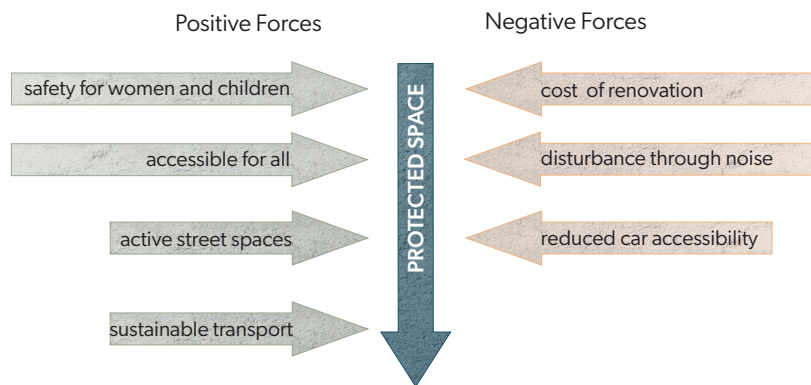 Positive Forces
Negative Forces
safety for women and children
cost of renovation
accessible for all
disturbance through noise
active street spaces
reduced car accessibility
sustainable transport
PROTECTED SPACE